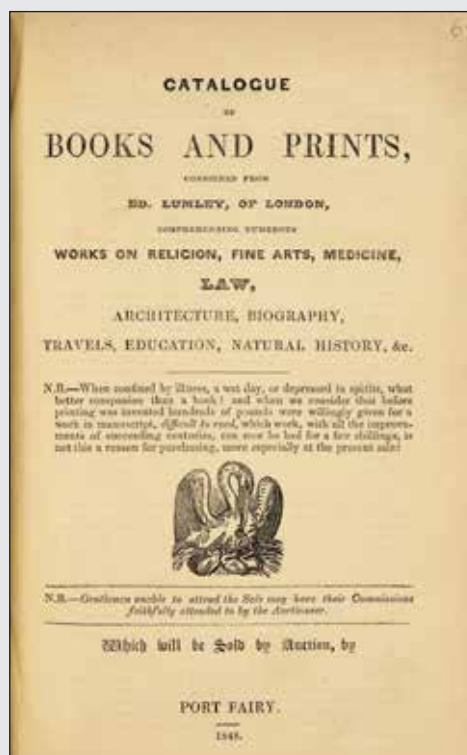 CATALOGUE
OF
BOOKS AND PRINTS,
CONSIGNED FROM
ED. LUMLEY, OF LONDON,
COMPREHENDING NUMEROUS
WORKS ON RELIGION, FINE ARTS, MEDICINE,
LAW,
ARCHITECTURE, BIOGRAPHY,
TRAVELS, EDUCATION, NATURAL HISTORY, &c.
N.B.—When confined by illness, a wet day, or depressed in spirits, what
better companion than a book! and when we consider that before
printing was invented hundreds of pounds were willingly given for a
work in manuscript, difficult to read, which work, with all the improve-
ments of succeeding centuries, can now be had for a few shillings, is
not this a reason for purchasing, more especially at the present sale?
N.B.—Gentlemen unable to attend the Sale may have their Commissions
faithfully attended to by the Auctioneer.
Which will be Sold by Auction, by
PORT FAIRY.
1848.